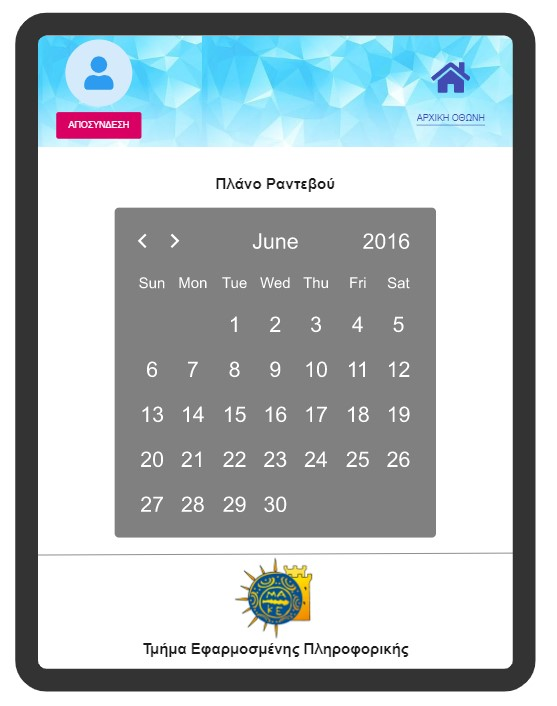 ΑΠΟΣΥΝΔΕΣΗ
ΑΡΧΙΚΗ ΟΘΩΝΗ
Πλάνο Ραντεβού
June 2016
Sun Mon Tue Wed Thu Fri Sat
1 2 3 4 5
6 7 8 9 10 11 12
13 14 15 16 17 18 19
20 21 22 23 24 25 26
27 28 29 30
ΜΑ
ΚΕ
Τμήμα Εφαρμοσμένης Πληροφορικής